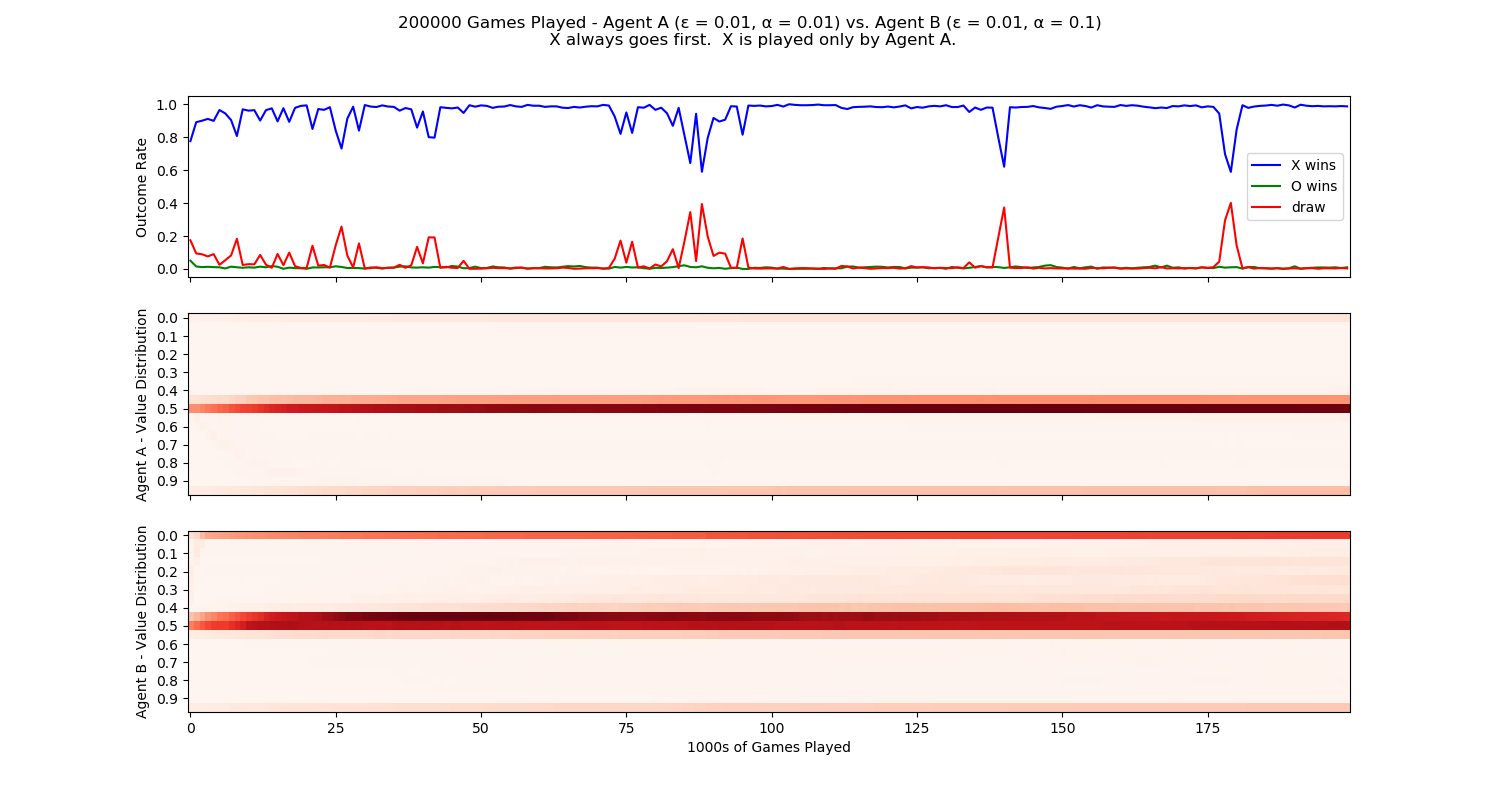 200000 Games Played - Agent A (ε = 0.01, α = 0.01) vs. Agent B (ε = 0.01, α = 0.1)
X always goes first.  X is played only by Agent A.
Outcome Rate
1.0
0.8
0.6
0.4
0.2
0.0
X wins
O wins
draw
Agent A - Value Distribution
0.0
0.1
0.2
0.3
0.4
0.5
0.6
0.7
0.8
0.9
Agent B - Value Distribution
0.0
0.1
0.2
0.3
0.4
0.5
0.6
0.7
0.8
0.9
0 25 50 75 100 125 150 175
1000s of Games Played